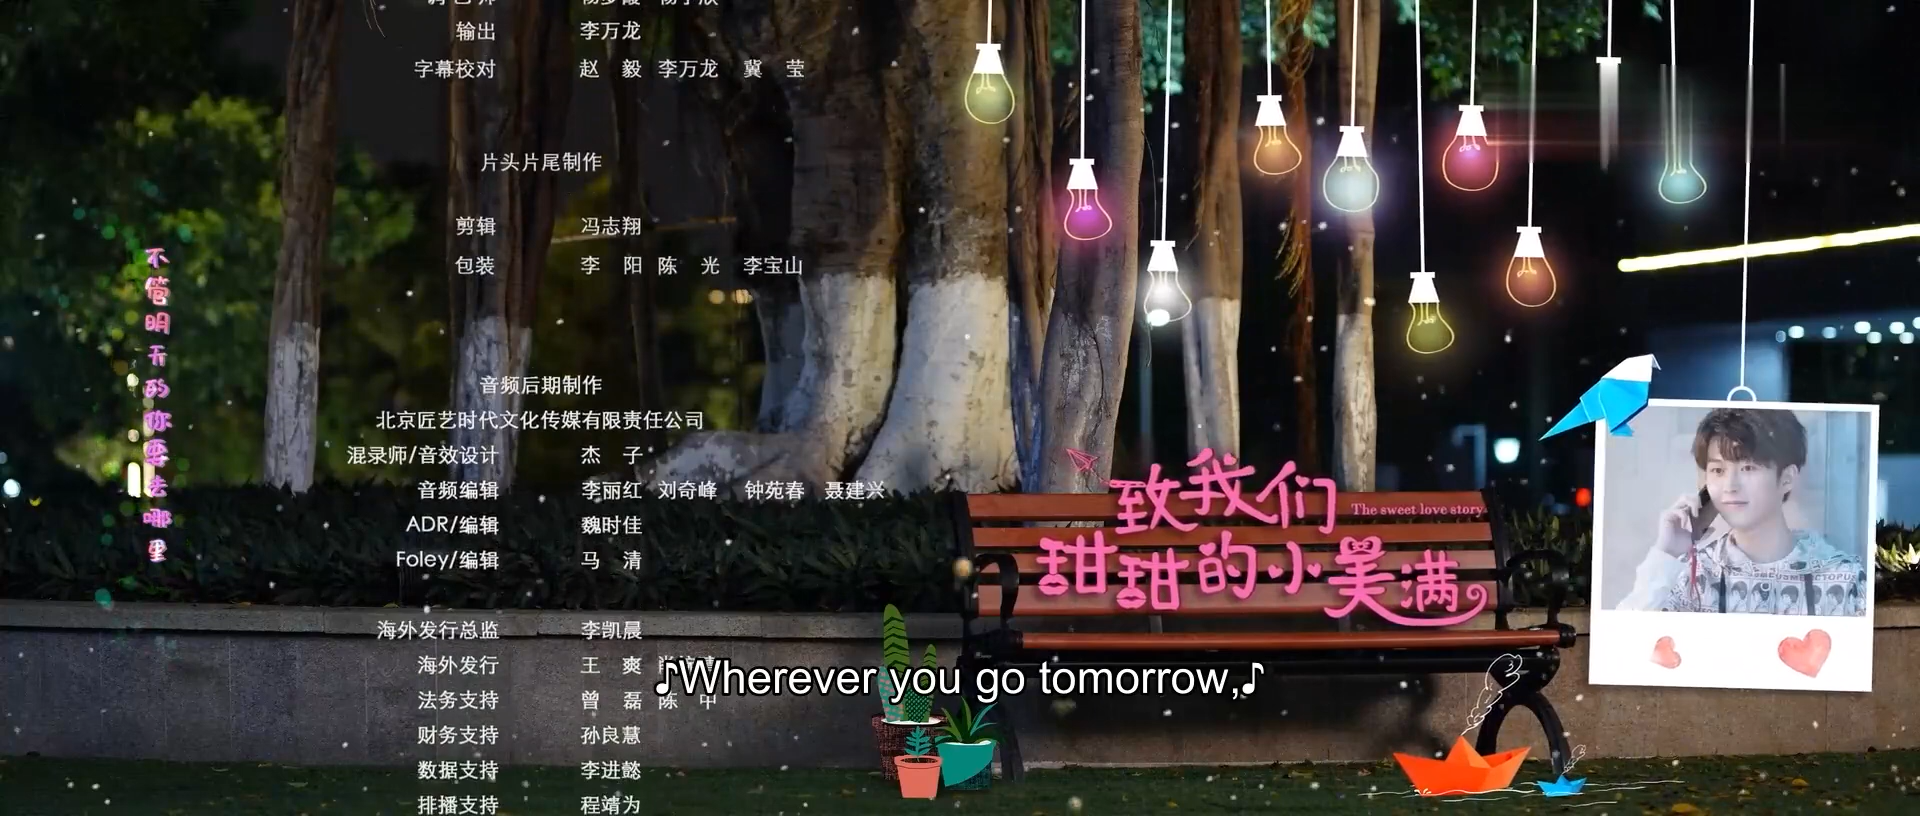 输出 李万龙
字幕校对 赵 毅 李万龙 冀 莹
片头片尾制作
剪辑 冯志翔
包装 李 阳 陈 光 李宝山
音频后期制作
北京匠艺时代文化传媒有限责任公司
混录师/音效设计 杰 子
音频编辑 李丽红 刘奇峰 钟苑春 聂建兴
ADR/编辑 魏时佳
Foley/编辑 马 清
海外发行总监 李凯晨
海外发行 王 爽
法务支持 曾 磊 陈 中
财务支持 孙良慧
数据支持 李进懿
排播支持 程靖为
不管明天的你要去哪里
致我们
The sweet love story
甜甜的小美满
♪Wherever you go tomorrow,♪